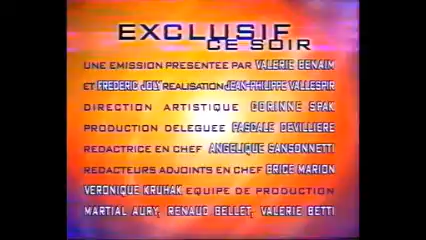 EXCLUSIF
CE SOIR
UNE EMISSION PRESENTEE PAR VALERIE BENAIM
ET FREDERIC JOLY REALISATION JEAN-PHILIPPE VALLESPIR
DIRECTION ARTISTIQUE CORINNE SPAK
PRODUCTION DELEGUEE PASCALE DEVILLIERE
REDACTRICE EN CHEF ANGELIQUE SANSONNETTI
REDACTEURS ADJOINTS EN CHEF BRICE MARION
VERONIQUE KRUHAK EQUIPE DE PRODUCTION
MARTIAL AURY, RENAUD BELLET, VALERIE BETTI